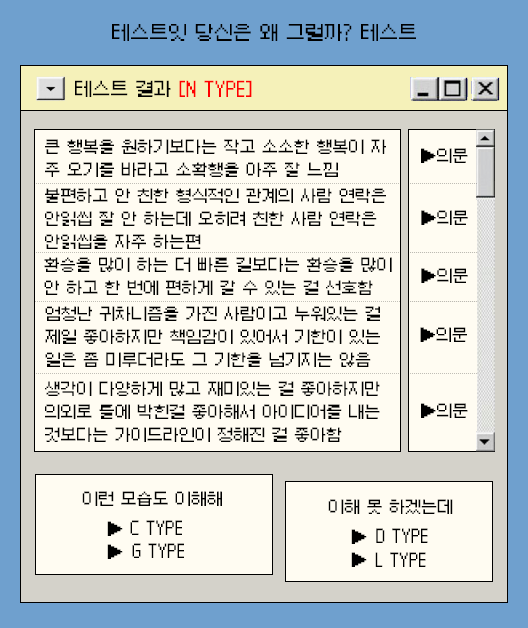 테스트잇 당신은 왜 그럴까? 테스트
테스트 결과 [N TYPE]
큰 행복을 원하기보다는 작고 소소한 행복이 자
주 오기를 바라고 소확행을 아주 잘 느낌
▶의문
불편하고 안 친한 형식적인 관계의 사람 연락은
안읽씹 잘 안 하는데 오히려 친한 사람 연락은
안읽씹을 자주 하는편
▶의문
환승을 많이 하는 더 빠른 길보다는 환승을 많이
안 하고 한 번에 편하게 갈 수 있는 걸 선호함
▶의문
엄청난 귀차니즘을 가진 사람이고 누워있는 걸
제일 좋아하지만 책임감이 있어서 기한이 있는
일은 좀 미루더라도 그 기한을 넘기지는 않음
▶의문
생각이 다양하게 많고 재미있는 걸 좋아하지만
의외로 틀에 박힌걸 좋아해서 아이디어를 내는
것보다는 가이드라인이 정해진 걸 좋아함
▶의문
이런 모습도 이해해
▶ C TYPE
▶ G TYPE
이해 못 하겠는데
▶ D TYPE
▶ L TYPE